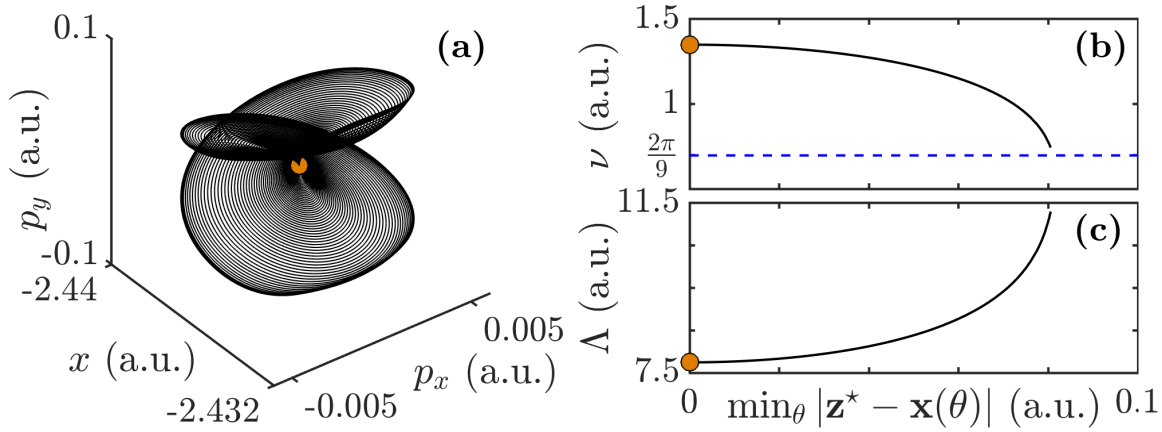 (a)
0.1
-0.1
p_y (a.u.)
-2.44
-2.432
x (a.u.)
-0.005
0.005
p_x (a.u.)
(b)
1.5
1
2π/9
ν (a.u.)
(c)
11.5
7.5
Λ (a.u.)
0
0.1
min_θ |z⋆ − x(θ)| (a.u.)